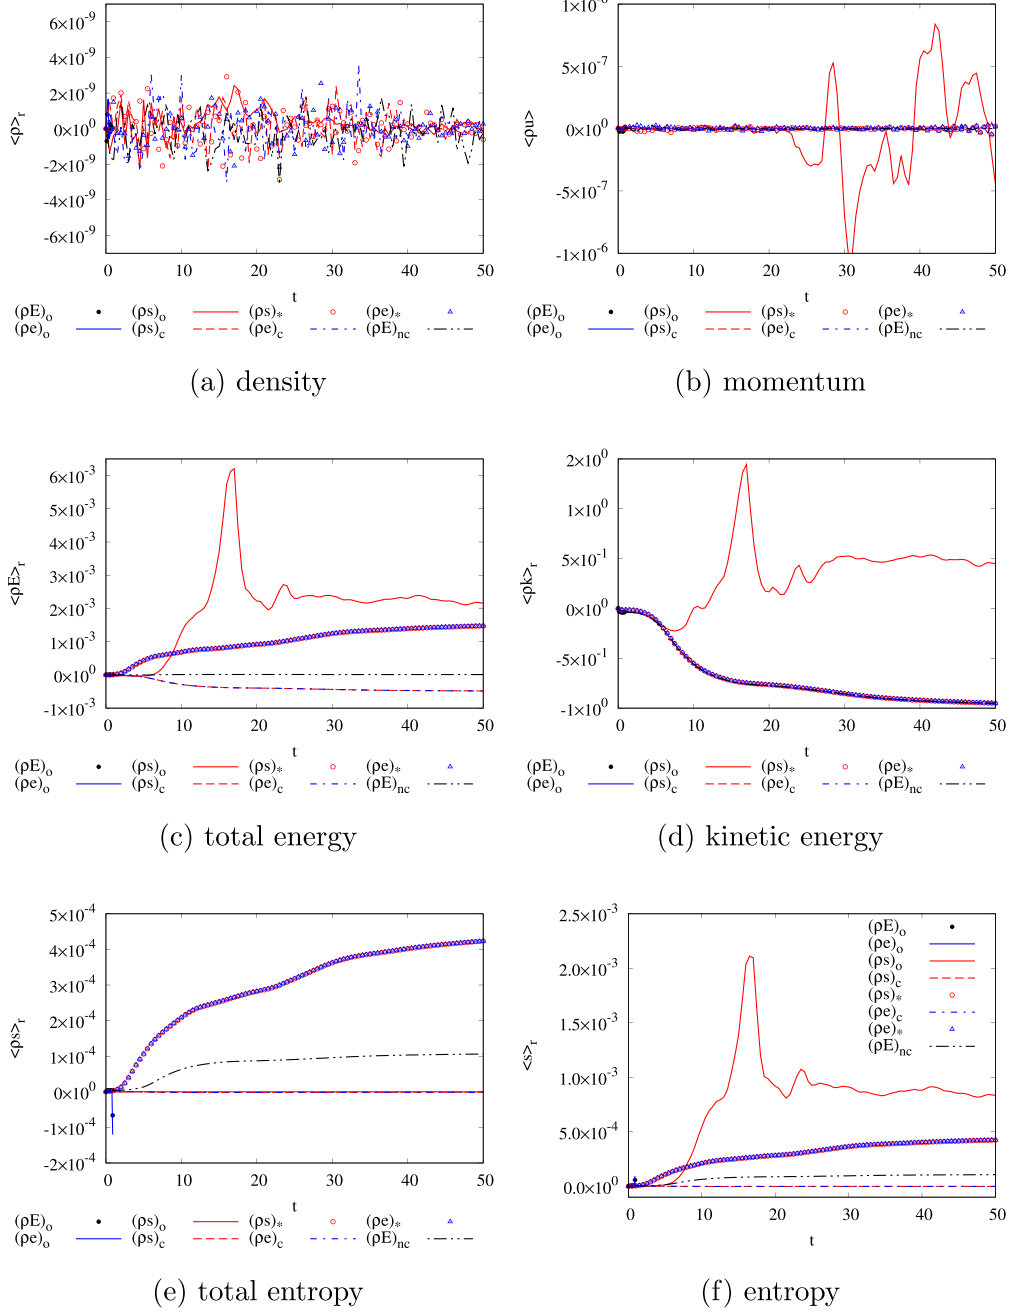 6×10⁻⁹
4×10⁻⁹
2×10⁻⁹
0×10⁰
-2×10⁻⁹
-4×10⁻⁹
-6×10⁻⁹
<ρ>ᵣ
0 10 20 30 40 50
t
(ρE)ₒ (ρs)ₒ (ρs)* (ρe)*
(ρe)ₒ (ρs)c (ρe)c (ρE)nc
(a) density
1×10⁻⁶
5×10⁻⁷
0×10⁰
-5×10⁻⁷
-1×10⁻⁶
<ρu>
0 10 20 30 40 50
t
(ρE)ₒ (ρs)ₒ (ρs)* (ρe)*
(ρe)ₒ (ρs)c (ρe)c (ρE)nc
(b) momentum
6×10⁻³
5×10⁻³
4×10⁻³
3×10⁻³
2×10⁻³
1×10⁻³
0×10⁰
-1×10⁻³
<ρE>ᵣ
0 10 20 30 40 50
t
(ρE)ₒ (ρs)ₒ (ρs)* (ρe)*
(ρe)ₒ (ρs)c (ρe)c (ρE)nc
(c) total energy
2×10⁰
1×10⁰
5×10⁻¹
0×10⁰
-5×10⁻¹
-1×10⁰
<ρk>ᵣ
0 10 20 30 40 50
t
(ρE)ₒ (ρs)ₒ (ρs)* (ρe)*
(ρe)ₒ (ρs)c (ρe)c (ρE)nc
(d) kinetic energy
5×10⁻⁴
4×10⁻⁴
3×10⁻⁴
2×10⁻⁴
1×10⁻⁴
0×10⁰
-1×10⁻⁴
-2×10⁻⁴
<ρs>ᵣ
0 10 20 30 40 50
t
(ρE)ₒ (ρs)ₒ (ρs)* (ρe)*
(ρe)ₒ (ρs)c (ρe)c (ρE)nc
(e) total entropy
2.5×10⁻³
2.0×10⁻³
1.5×10⁻³
1.0×10⁻³
5.0×10⁻⁴
0.0×10⁰
<s>ᵣ
(ρE)ₒ
(ρe)ₒ
(ρs)ₒ
(ρs)c
(ρs)*
(ρe)c
(ρe)*
(ρE)nc
0 10 20 30 40 50
t
(f) entropy